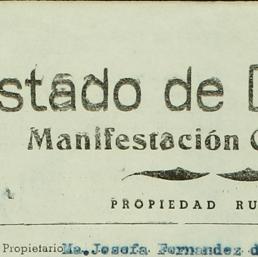 stado de D
Manifestación C
PROPIEDAD RU
Propietario Ma. Josefa Fernandez d